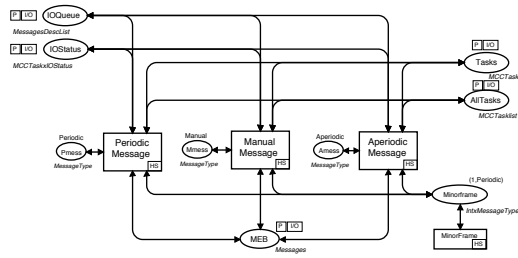 P I/O IOQueue
MessagesDescList
P I/O IOStatus
MCCTaskxIOStatus
P I/O
Tasks
MCCTask
P I/O
AllTasks
MCCTasklist
Periodic
Pmess
MessageType
Periodic
Message
HS
Manual
Mmess
MessageType
Manual
Message
HS
Aperiodic
Amess
MessageType
Aperiodic
Message
HS
(1,Periodic)
Minorframe
IntxMessageType
P I/O
MEB
Messages
MinorFrame
HS